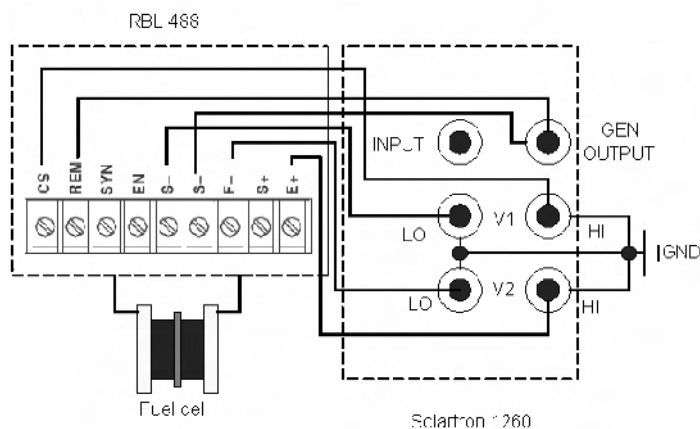 RBL 488
INPUT
GEN
OUTPUT
CS REM SYN EN S- S- F- S+ E+
LO V1 HI
GND
LO V2 HI
Fuel cel
Solartron 1260